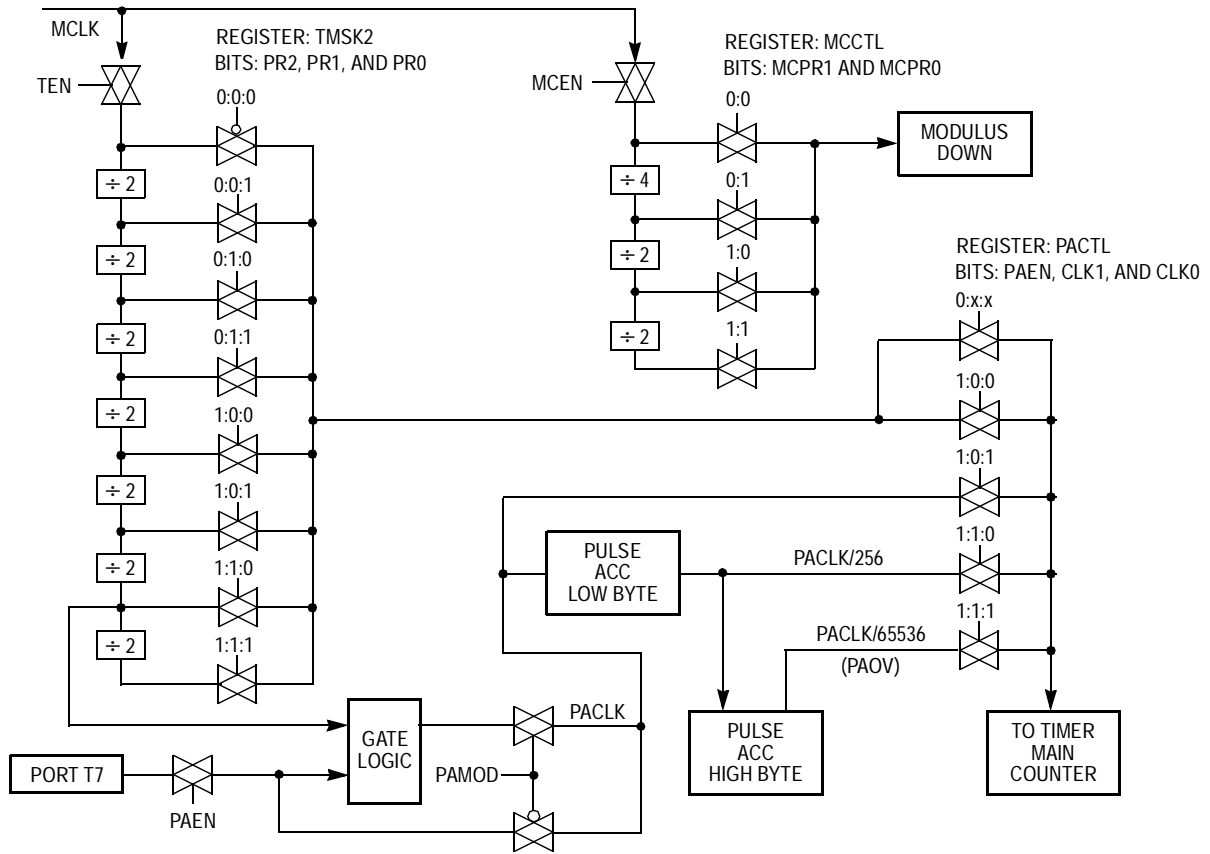 MCLK
REGISTER: TMSK2
BITS: PR2, PR1, AND PR0
REGISTER: MCCTL
BITS: MCPR1 AND MCPR0
TEN
MCEN
0:0:0
0:0
MODULUS
DOWN
÷ 2
0:0:1
÷ 4
0:1
÷ 2
0:1:0
÷ 2
1:0
REGISTER: PACTL
BITS: PAEN, CLK1, AND CLK0
0:x:x
÷ 2
0:1:1
÷ 2
1:1
÷ 2
1:0:0
1:0:0
÷ 2
1:0:1
1:0:1
÷ 2
1:1:0
PULSE
ACC
LOW BYTE
PACLK/256
1:1:0
÷ 2
1:1:1
PACLK/65536
(PAOV)
1:1:1
GATE
LOGIC
PACLK
PULSE
ACC
HIGH BYTE
TO TIMER
MAIN
COUNTER
PORT T7
PAEN
PAMOD